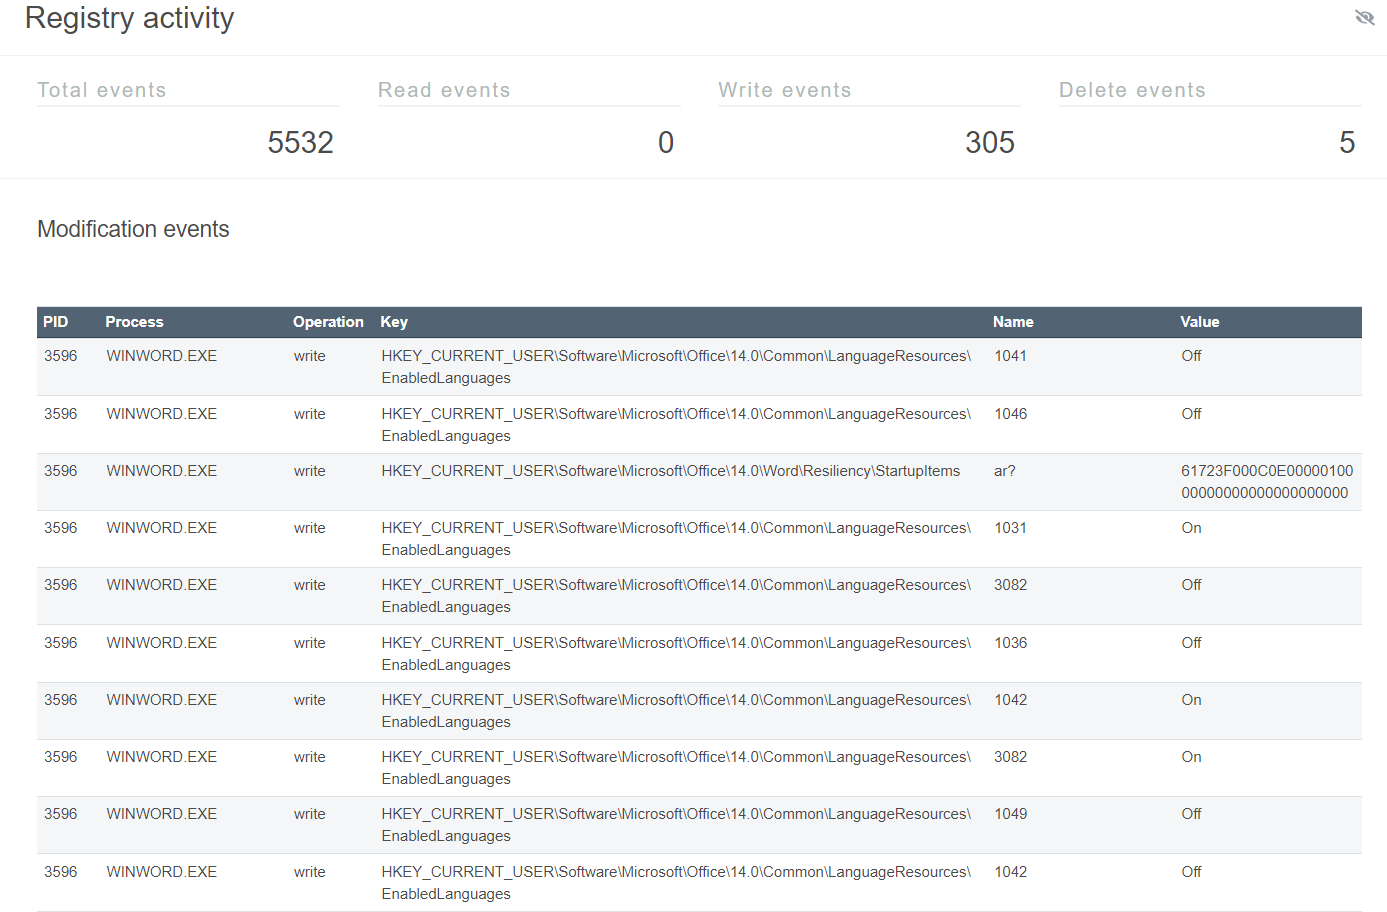 Registry activity
Total events Read events Write events Delete events
5532 0 305 5
Modification events
PID Process Operation Key Name Value
3596 WINWORD.EXE write HKEY_CURRENT_USER\Software\Microsoft\Office\14.0\Common\LanguageResources\ 1041 Off
EnabledLanguages
3596 WINWORD.EXE write HKEY_CURRENT_USER\Software\Microsoft\Office\14.0\Common\LanguageResources\ 1046 Off
EnabledLanguages
3596 WINWORD.EXE write HKEY_CURRENT_USER\Software\Microsoft\Office\14.0\Word\Resiliency\StartupItems ar? 61723F000C0E00000100
00000000000000000000
3596 WINWORD.EXE write HKEY_CURRENT_USER\Software\Microsoft\Office\14.0\Common\LanguageResources\ 1031 On
EnabledLanguages
3596 WINWORD.EXE write HKEY_CURRENT_USER\Software\Microsoft\Office\14.0\Common\LanguageResources\ 3082 Off
EnabledLanguages
3596 WINWORD.EXE write HKEY_CURRENT_USER\Software\Microsoft\Office\14.0\Common\LanguageResources\ 1036 Off
EnabledLanguages
3596 WINWORD.EXE write HKEY_CURRENT_USER\Software\Microsoft\Office\14.0\Common\LanguageResources\ 1042 On
EnabledLanguages
3596 WINWORD.EXE write HKEY_CURRENT_USER\Software\Microsoft\Office\14.0\Common\LanguageResources\ 3082 On
EnabledLanguages
3596 WINWORD.EXE write HKEY_CURRENT_USER\Software\Microsoft\Office\14.0\Common\LanguageResources\ 1049 Off
EnabledLanguages
3596 WINWORD.EXE write HKEY_CURRENT_USER\Software\Microsoft\Office\14.0\Common\LanguageResources\ 1042 Off
EnabledLanguages